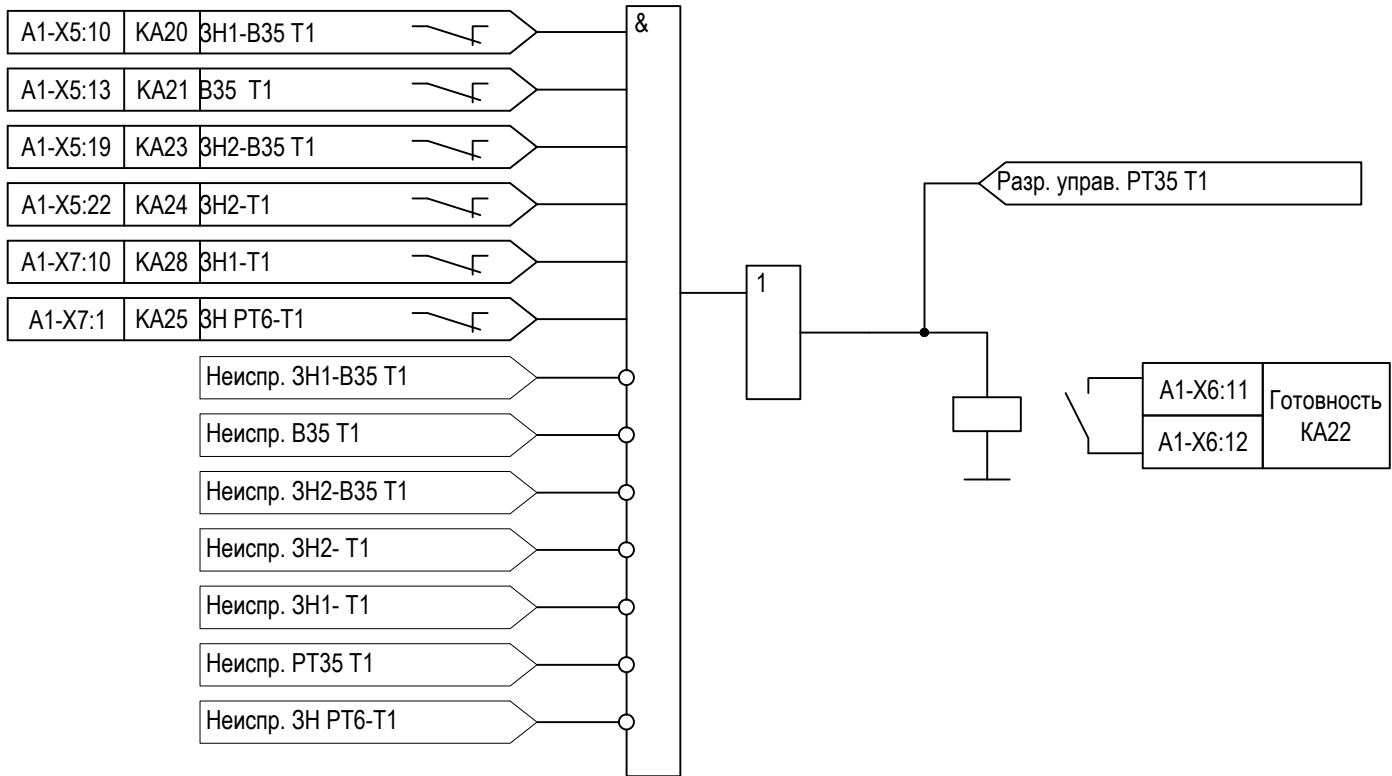 A1-X5:10 KA20 ЗН1-В35 Т1
A1-X5:13 KA21 В35 Т1
A1-X5:19 KA23 ЗН2-В35 Т1
A1-X5:22 KA24 ЗН2-Т1
A1-X7:10 KA28 ЗН1-Т1
A1-X7:1 KA25 ЗН РТ6-Т1
Неиспр. ЗН1-В35 Т1
Неиспр. В35 Т1
Неиспр. ЗН2-В35 Т1
Неиспр. ЗН2- Т1
Неиспр. ЗН1- Т1
Неиспр. РТ35 Т1
Неиспр. ЗН РТ6-Т1
&
1
Разр. управ. РТ35 Т1
A1-X6:11
A1-X6:12
Готовность
КА22